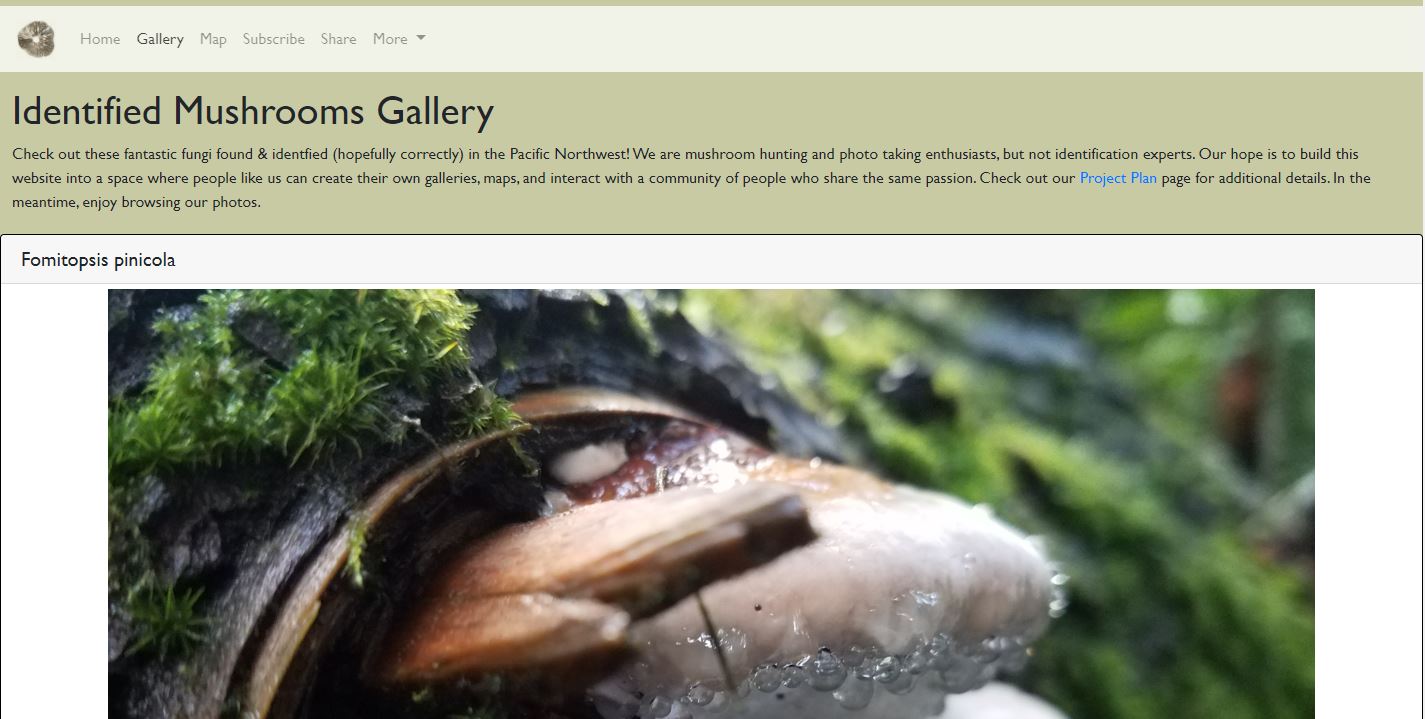 Home Gallery Map Subscribe Share More
Identified Mushrooms Gallery
Check out these fantastic fungi found & identfied (hopefully correctly) in the Pacific Northwest! We are mushroom hunting and photo taking enthusiasts, but not identification experts. Our hope is to build this
website into a space where people like us can create their own galleries, maps, and interact with a community of people who share the same passion. Check out our Project Plan page for additional details. In the
meantime, enjoy browsing our photos.
Fomitopsis pinicola